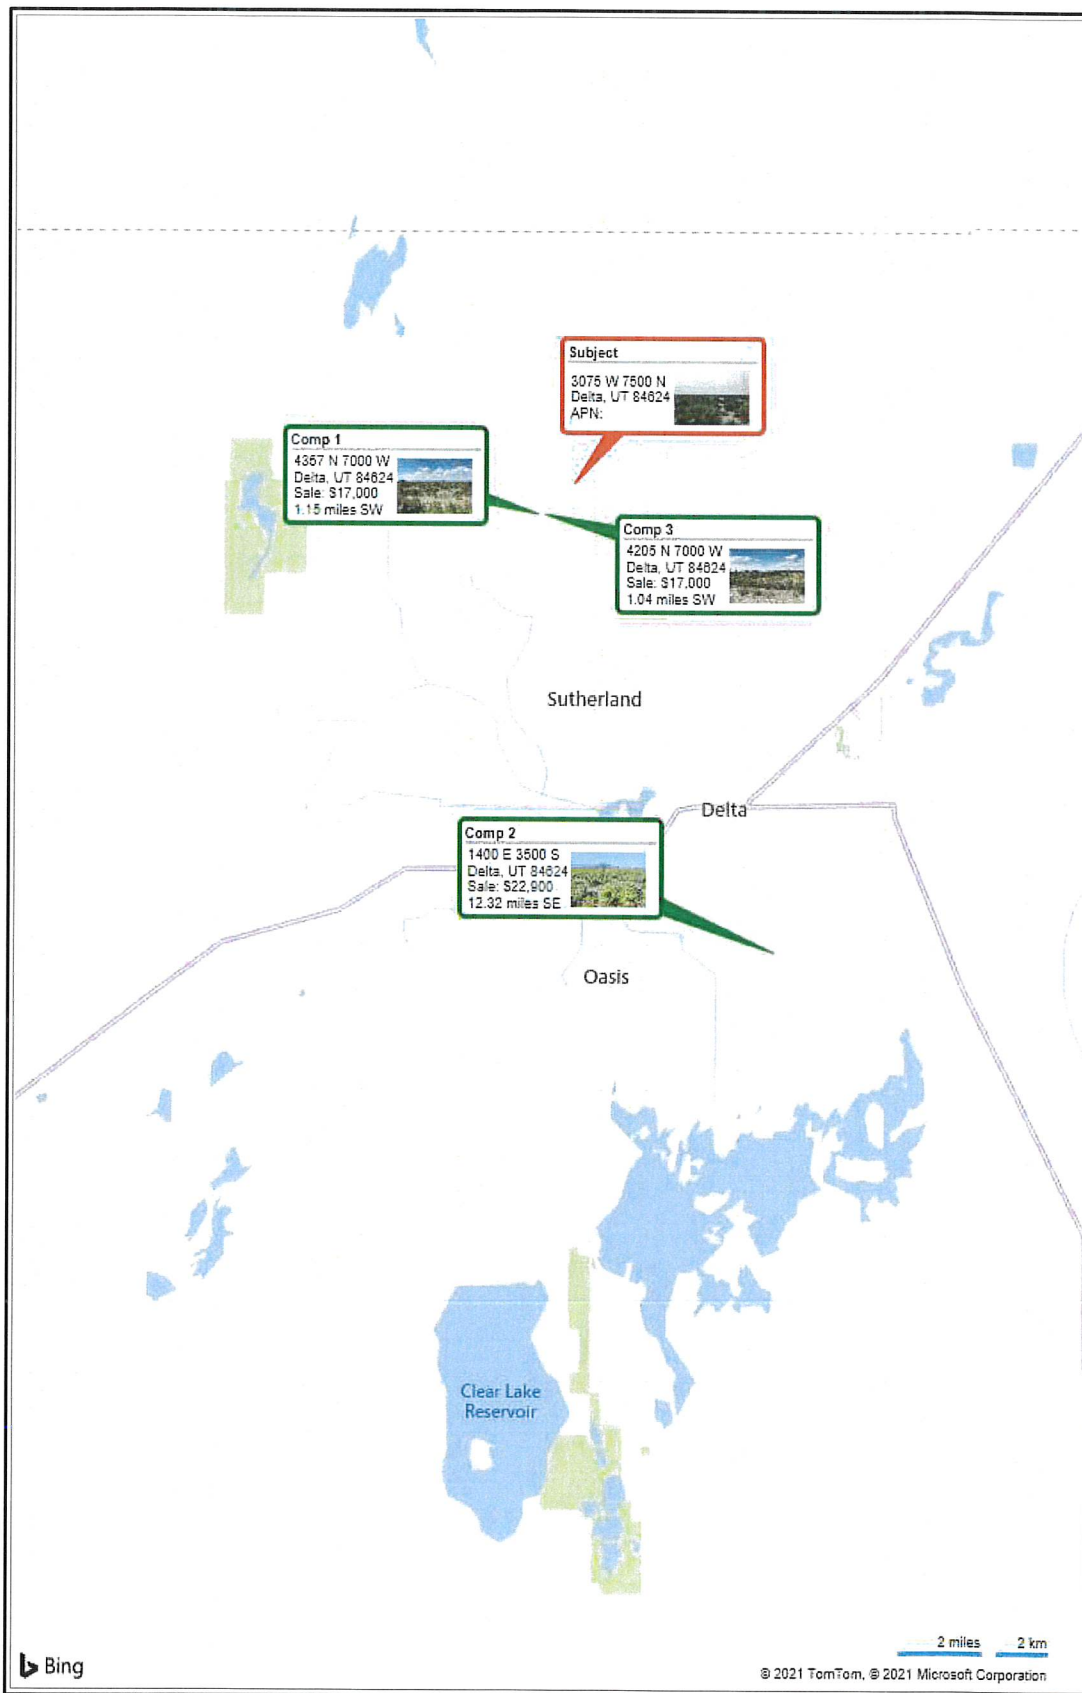 Subject
3075 W 7500 N
Delta, UT 84624
APN:
Comp 1
4357 N 7000 W
Delta, UT 84624
Sale: $17,000
1.15 miles SW
Comp 3
4205 N 7000 W
Delta, UT 84624
Sale: $17,000
1.04 miles SW
Sutherland
Delta
Comp 2
1400 E 3500 S
Delta, UT 84624
Sale: $22,900
12.32 miles SE
Oasis
Clear Lake
Reservoir
2 miles 2 km
Bing
© 2021 TomTom, © 2021 Microsoft Corporation